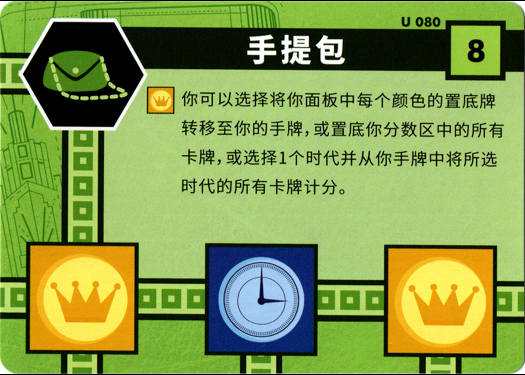 U 080
手提包
8
你可以选择将你面板中每个颜色的置底牌
转移至你的手牌，或置底你分数区中的所有
卡牌，或选择1个时代并从你手牌中将所选
时代的所有卡牌计分。